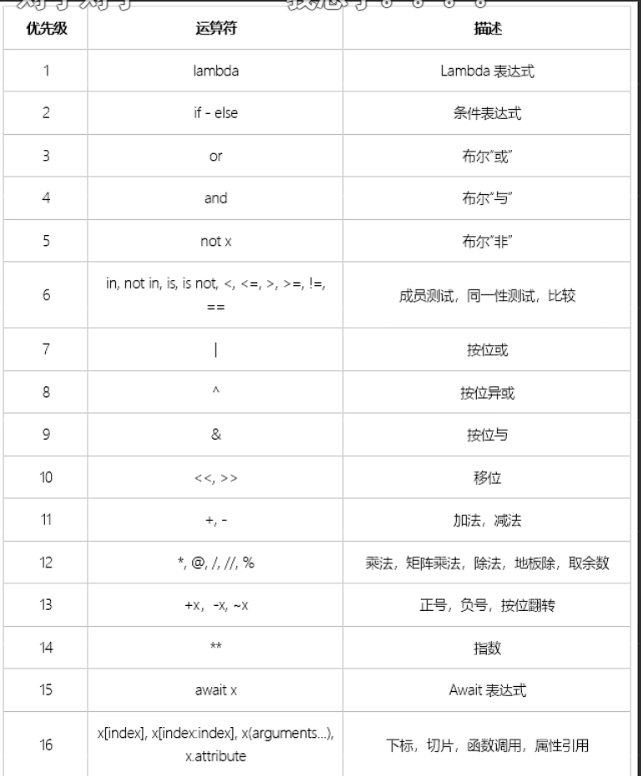 优先级 运算符 描述
1 lambda Lambda 表达式
2 if - else 条件表达式
3 or 布尔“或”
4 and 布尔“与”
5 not x 布尔“非”
6 in, not in, is, is not, <, <=, >, >=, !=, 成员测试，同一性测试，比较
==
7 | 按位或
8 ^ 按位异或
9 & 按位与
10 <<, >> 移位
11 +, - 加法，减法
12 *, @, /, //, % 乘法，矩阵乘法，除法，地板除，取余数
13 +x，-x, ~x 正号，负号，按位翻转
14 ** 指数
15 await x Await 表达式
16 x[index], x[index:index], x(arguments...), 下标，切片，函数调用，属性引用
x.attribute